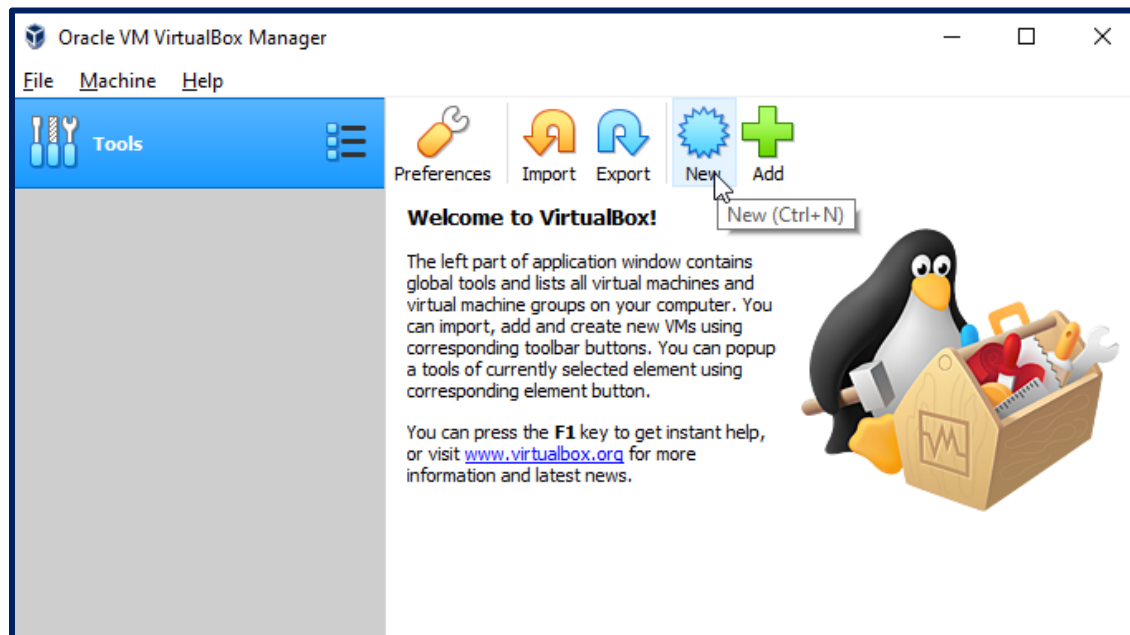 Oracle VM VirtualBox Manager
File Machine Help
Tools
Preferences Import Export New Add
New (Ctrl+N)
Welcome to VirtualBox!
The left part of application window contains
global tools and lists all virtual machines and
virtual machine groups on your computer. You
can import, add and create new VMs using
corresponding toolbar buttons. You can popup
a tools of currently selected element using
corresponding element button.
You can press the F1 key to get instant help,
or visit www.virtualbox.org for more
information and latest news.